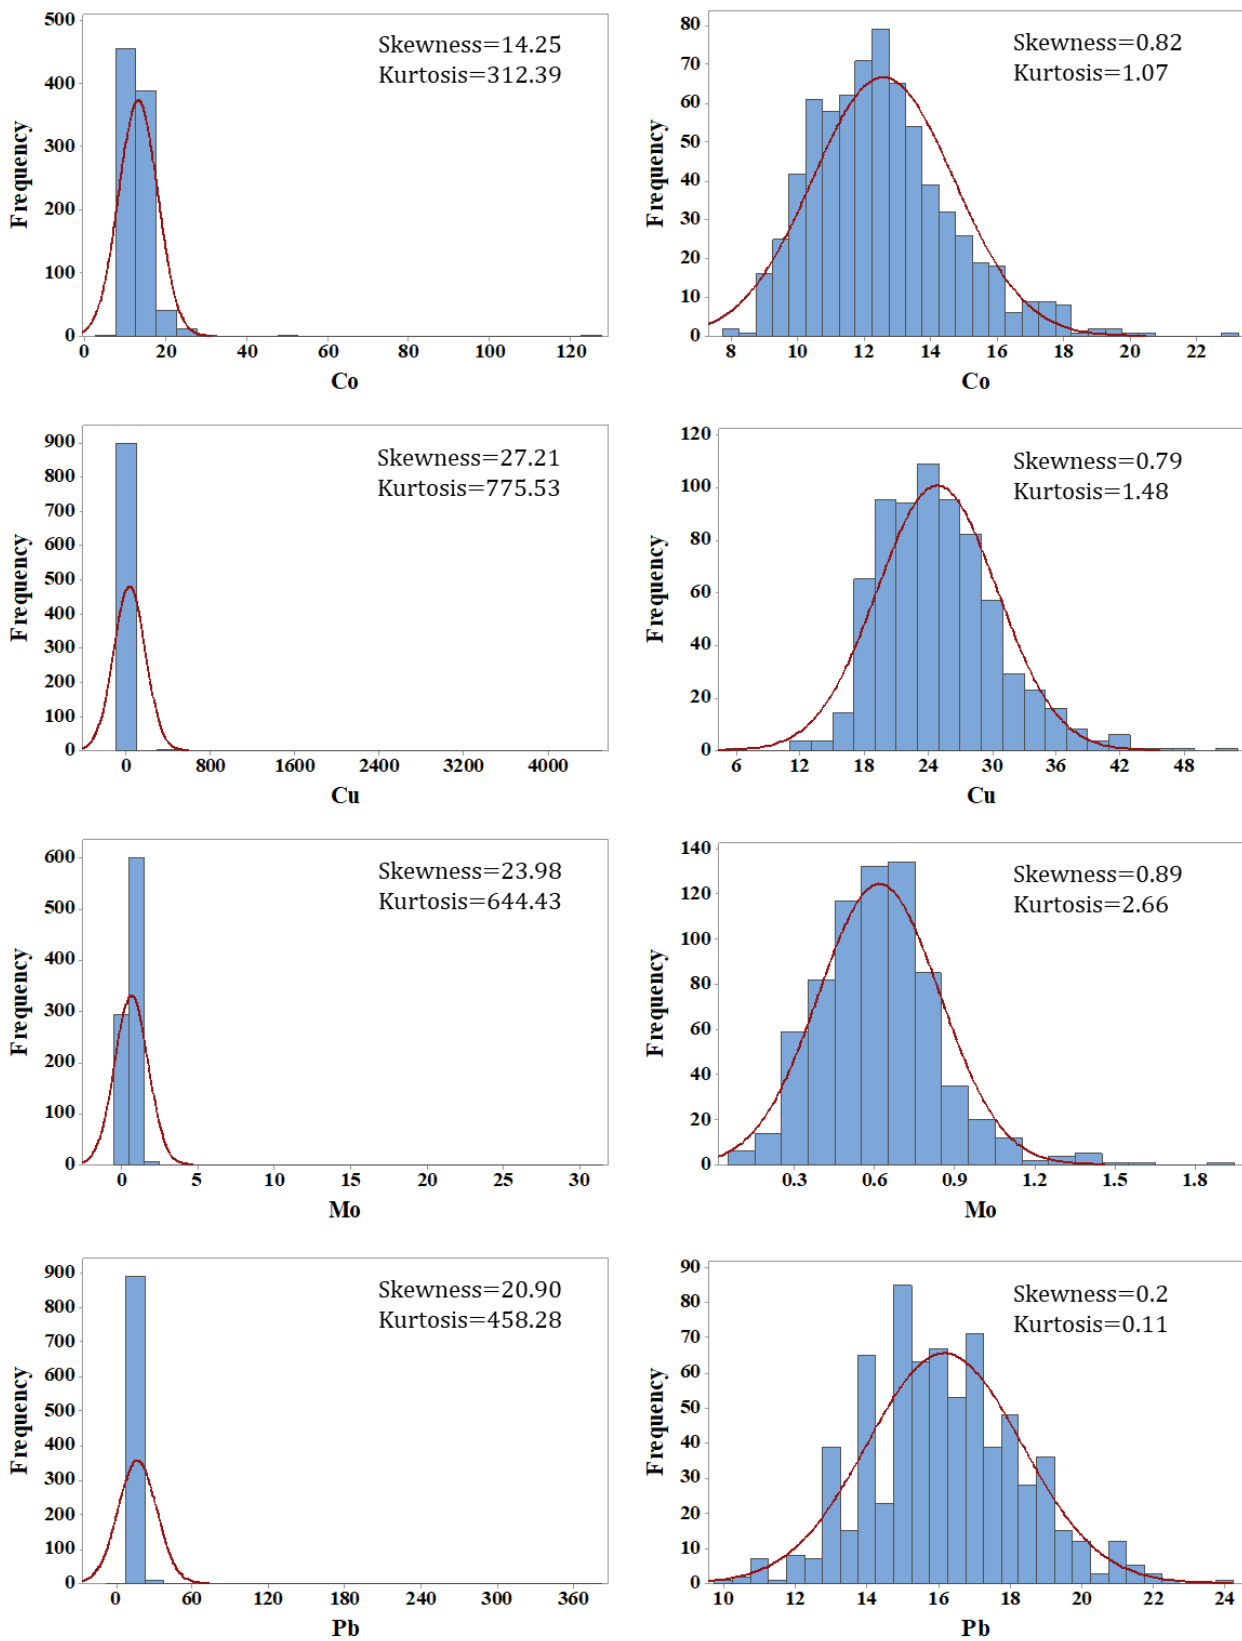 500
400
300
200
100
0
Frequency
Skewness=14.25
Kurtosis=312.39
0 20 40 60 80 100 120
Co
80
70
60
50
40
30
20
10
0
Frequency
Skewness=0.82
Kurtosis=1.07
8 10 12 14 16 18 20 22
Co
900
800
700
600
500
400
300
200
100
0
Frequency
Skewness=27.21
Kurtosis=775.53
0 800 1600 2400 3200 4000
Cu
120
100
80
60
40
20
0
Frequency
Skewness=0.79
Kurtosis=1.48
6 12 18 24 30 36 42 48
Cu
600
500
400
300
200
100
0
Frequency
Skewness=23.98
Kurtosis=644.43
0 5 10 15 20 25 30
Mo
140
120
100
80
60
40
20
0
Frequency
Skewness=0.89
Kurtosis=2.66
0.3 0.6 0.9 1.2 1.5 1.8
Mo
900
800
700
600
500
400
300
200
100
0
Frequency
Skewness=20.90
Kurtosis=458.28
0 60 120 180 240 300 360
Pb
90
80
70
60
50
40
30
20
10
0
Frequency
Skewness=0.2
Kurtosis=0.11
10 12 14 16 18 20 22 24
Pb